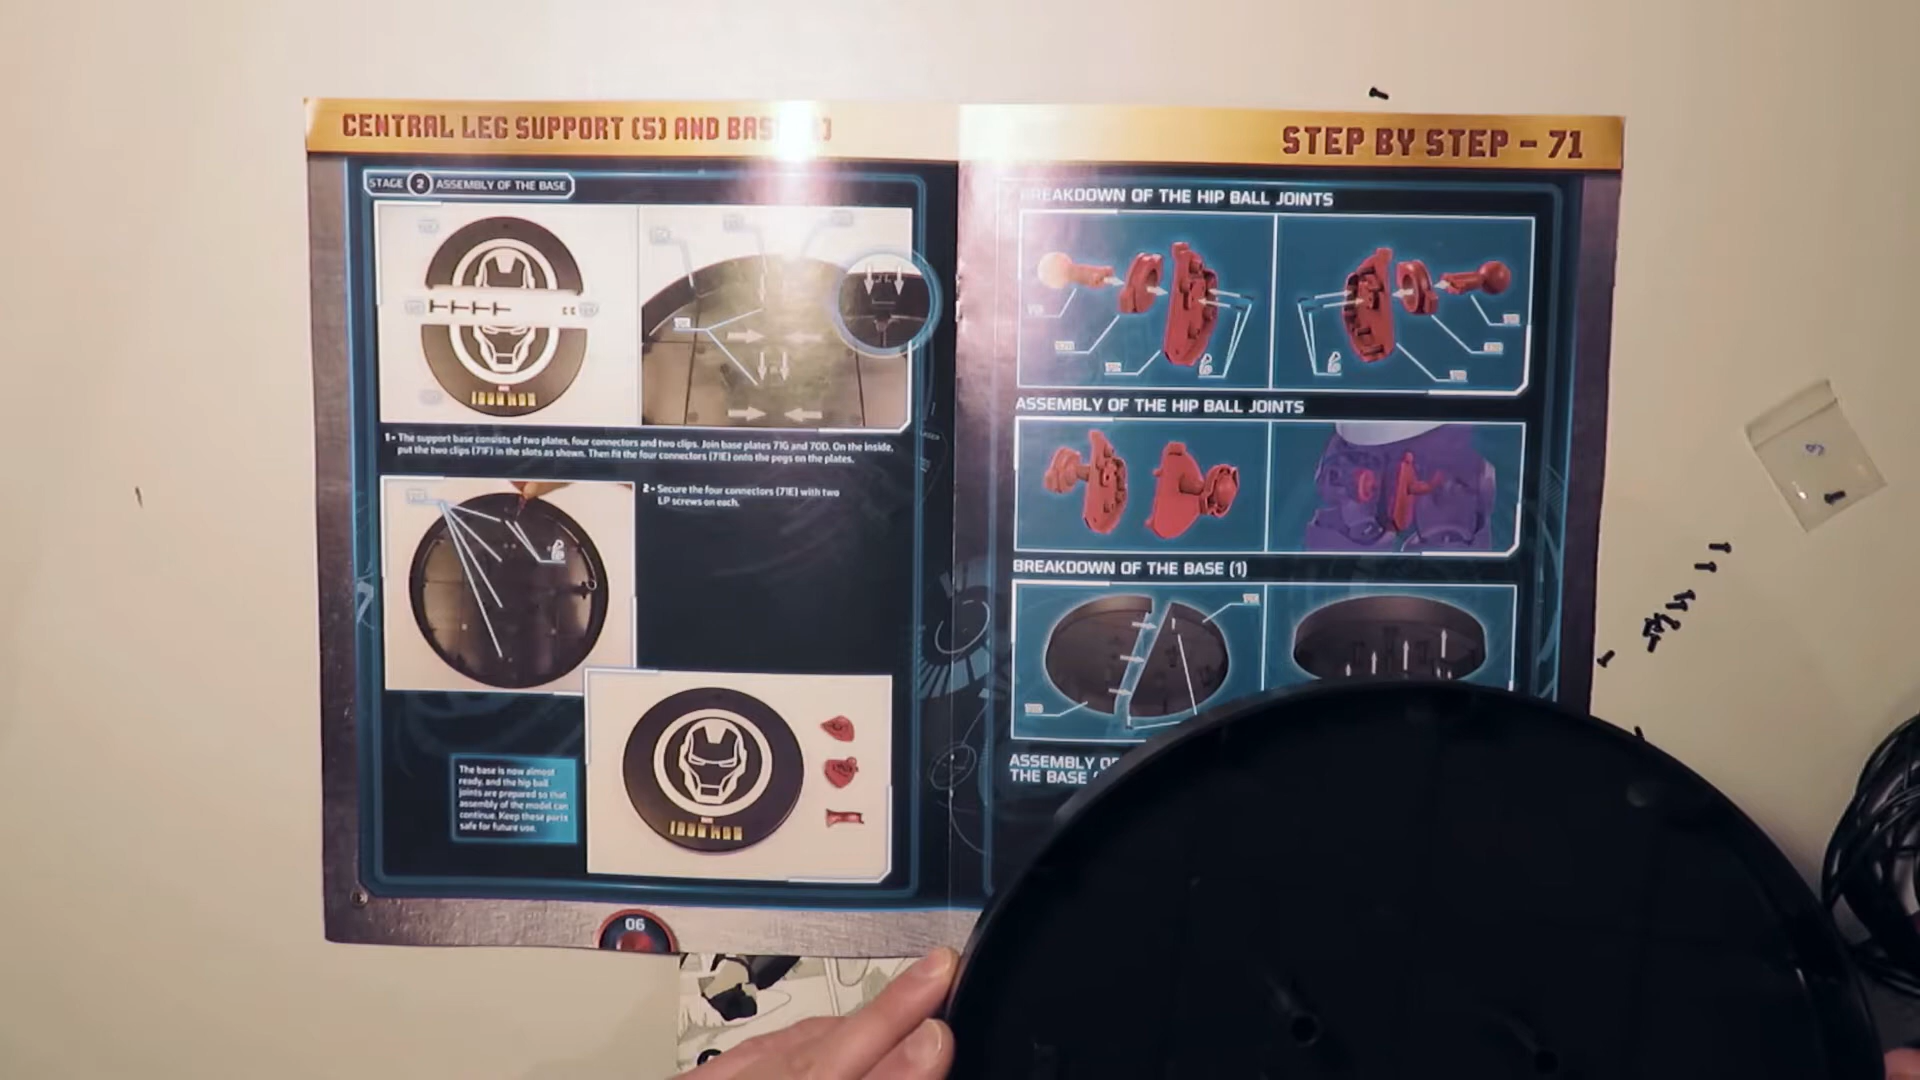 CENTRAL LEG SUPPORT (5) AND BAS
STAGE 2 ASSEMBLY OF THE BASE
IRON MAN
1 - The support base consists of two plates, four connectors and two clips. Join base plates 71G and 70D. On the inside,
put the two clips (71F) in the slots as shown. Then fit the four connectors (71E) onto the pegs on the plates.
2 - Secure the four connectors (71E) with two
LP screws on each.
The base is now almost
ready, and the hip ball
joints are prepared so that
assembly of the model can
continue. Keep these parts
safe for future use.
IRON MAN
06
STEP BY STEP - 71
BREAKDOWN OF THE HIP BALL JOINTS
ASSEMBLY OF THE HIP BALL JOINTS
BREAKDOWN OF THE BASE (1)
ASSEMBLY OF
THE BASE